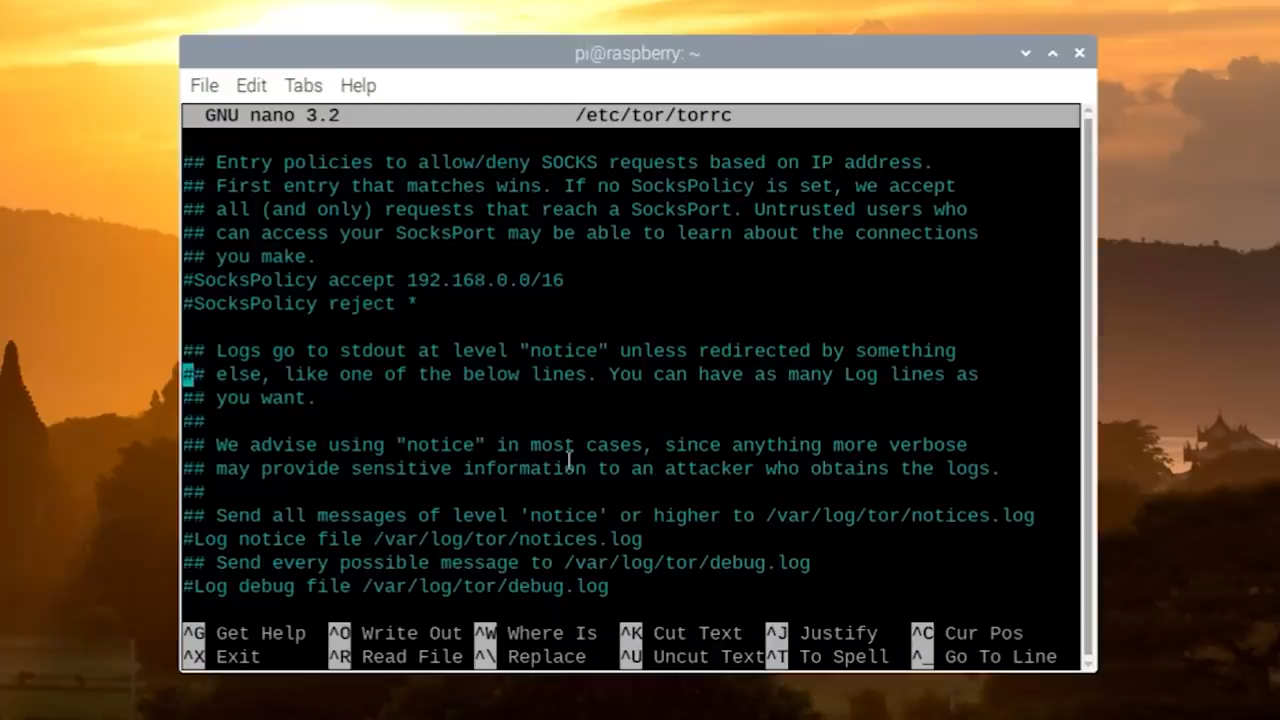 pi@raspberry: ~
File Edit Tabs Help
GNU nano 3.2 /etc/tor/torrc
## Entry policies to allow/deny SOCKS requests based on IP address.
## First entry that matches wins. If no SocksPolicy is set, we accept
## all (and only) requests that reach a SocksPort. Untrusted users who
## can access your SocksPort may be able to learn about the connections
## you make.
#SocksPolicy accept 192.168.0.0/16
#SocksPolicy reject *
## Logs go to stdout at level "notice" unless redirected by something
## else, like one of the below lines. You can have as many Log lines as
## you want.
##
## We advise using "notice" in most cases, since anything more verbose
## may provide sensitive information to an attacker who obtains the logs.
##
## Send all messages of level 'notice' or higher to /var/log/tor/notices.log
#Log notice file /var/log/tor/notices.log
## Send every possible message to /var/log/tor/debug.log
#Log debug file /var/log/tor/debug.log
^G Get Help ^O Write Out ^W Where Is ^K Cut Text ^J Justify ^C Cur Pos
^X Exit ^R Read File ^\ Replace ^U Uncut Text ^T To Spell ^_ Go To Line